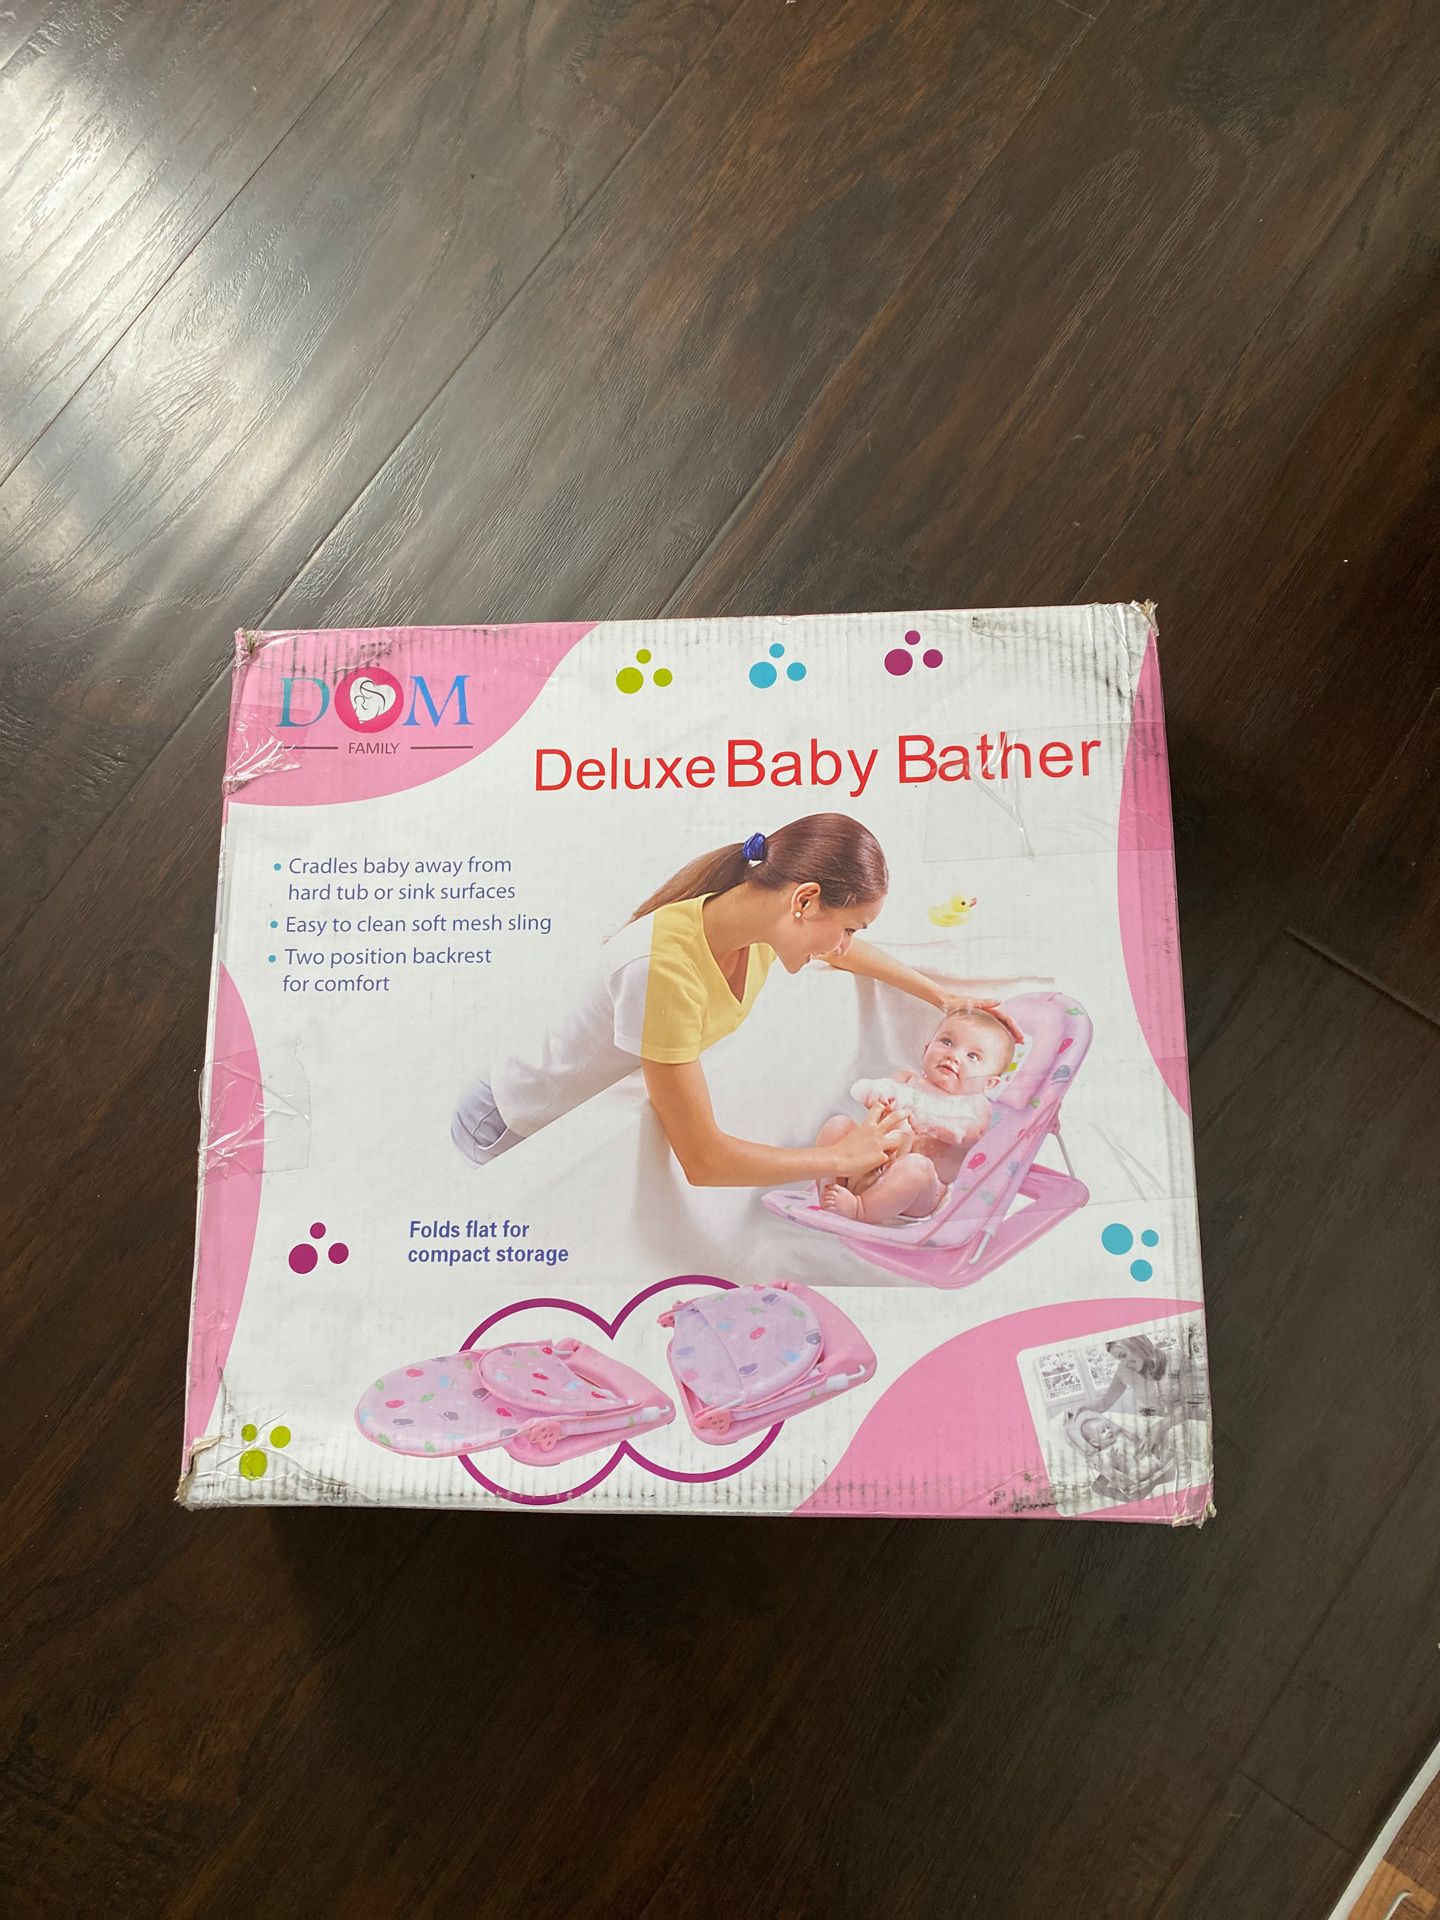 DOM
FAMILY
Deluxe Baby Bather
• Cradles baby away from
hard tub or sink surfaces
• Easy to clean soft mesh sling
• Two position backrest
for comfort
Folds flat for
compact storage